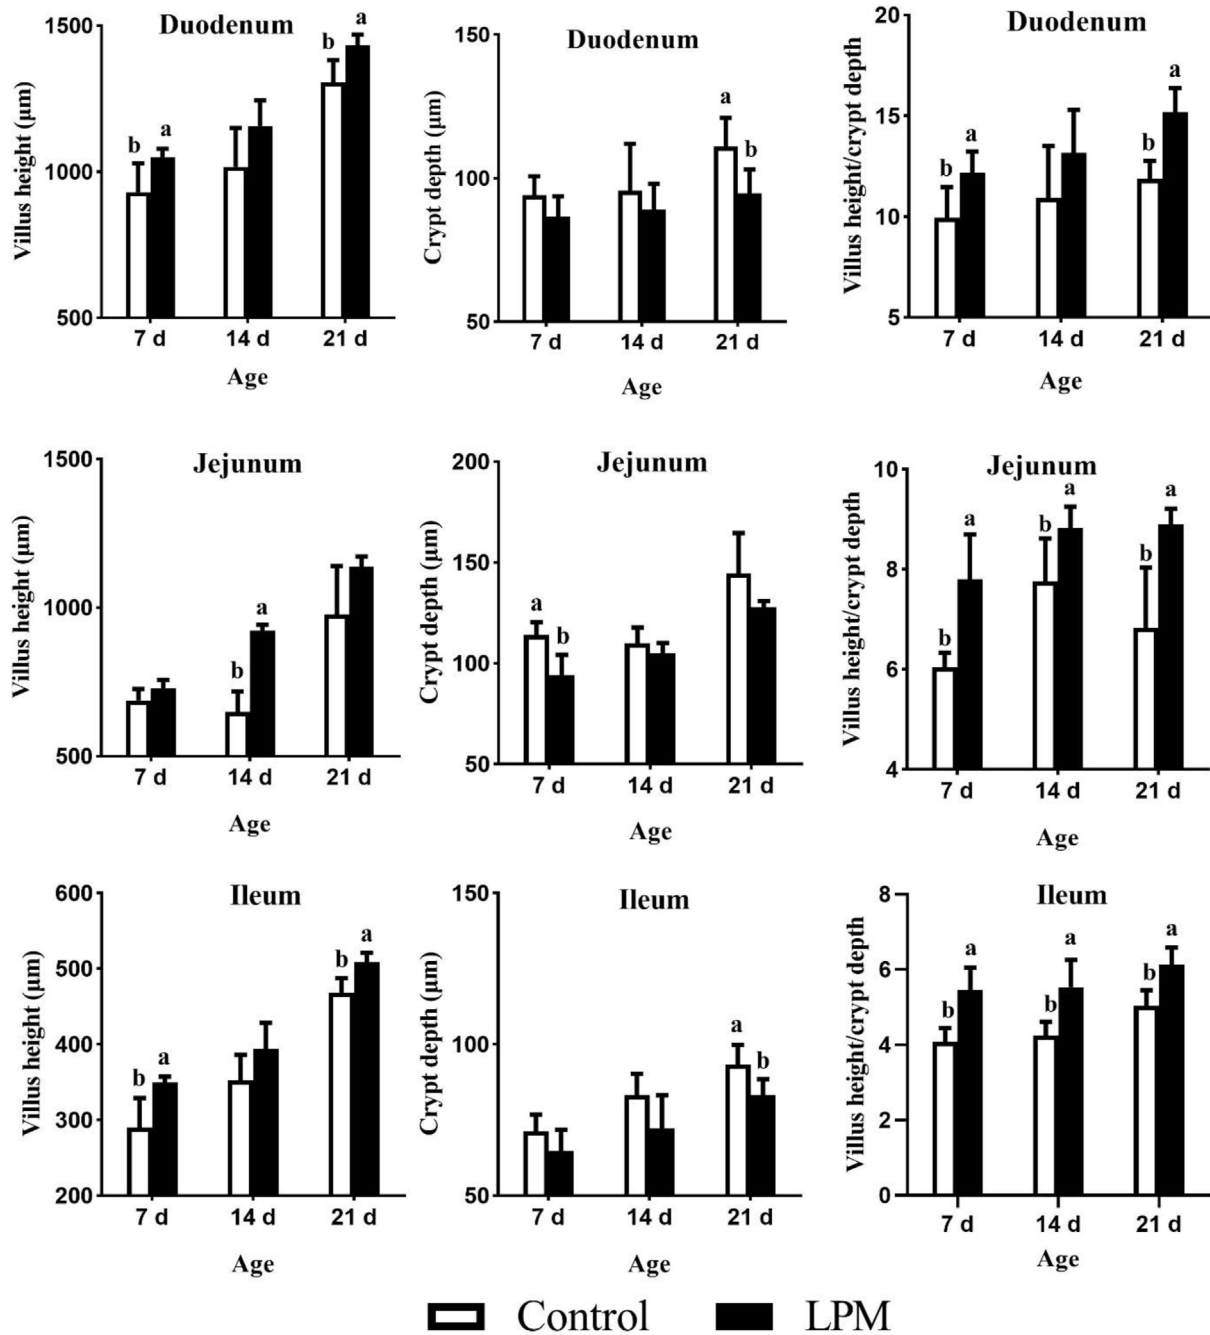 Duodenum
Villus height (μm)
1500
1000
500
b
a
b
a
7 d
14 d
21 d
Age
Duodenum
Crypt depth (μm)
150
100
50
a
b
7 d
14 d
21 d
Age
Duodenum
Villus height/crypt depth
20
15
10
5
b
a
b
a
7 d
14 d
21 d
Age
Jejunum
Villus height (μm)
1500
1000
500
b
a
7 d
14 d
21 d
Age
Jejunum
Crypt depth (μm)
200
150
100
50
a
b
7 d
14 d
21 d
Age
Jejunum
Villus height/crypt depth
10
8
6
4
b
a
b
a
b
a
7 d
14 d
21 d
Age
Ileum
Villus height (μm)
600
500
400
300
200
b
a
b
a
7 d
14 d
21 d
Age
Ileum
Crypt depth (μm)
150
100
50
a
b
7 d
14 d
21 d
Age
Ileum
Villus height/crypt depth
8
6
4
2
0
b
a
b
a
b
a
7 d
14 d
21 d
Age
Control
LPM